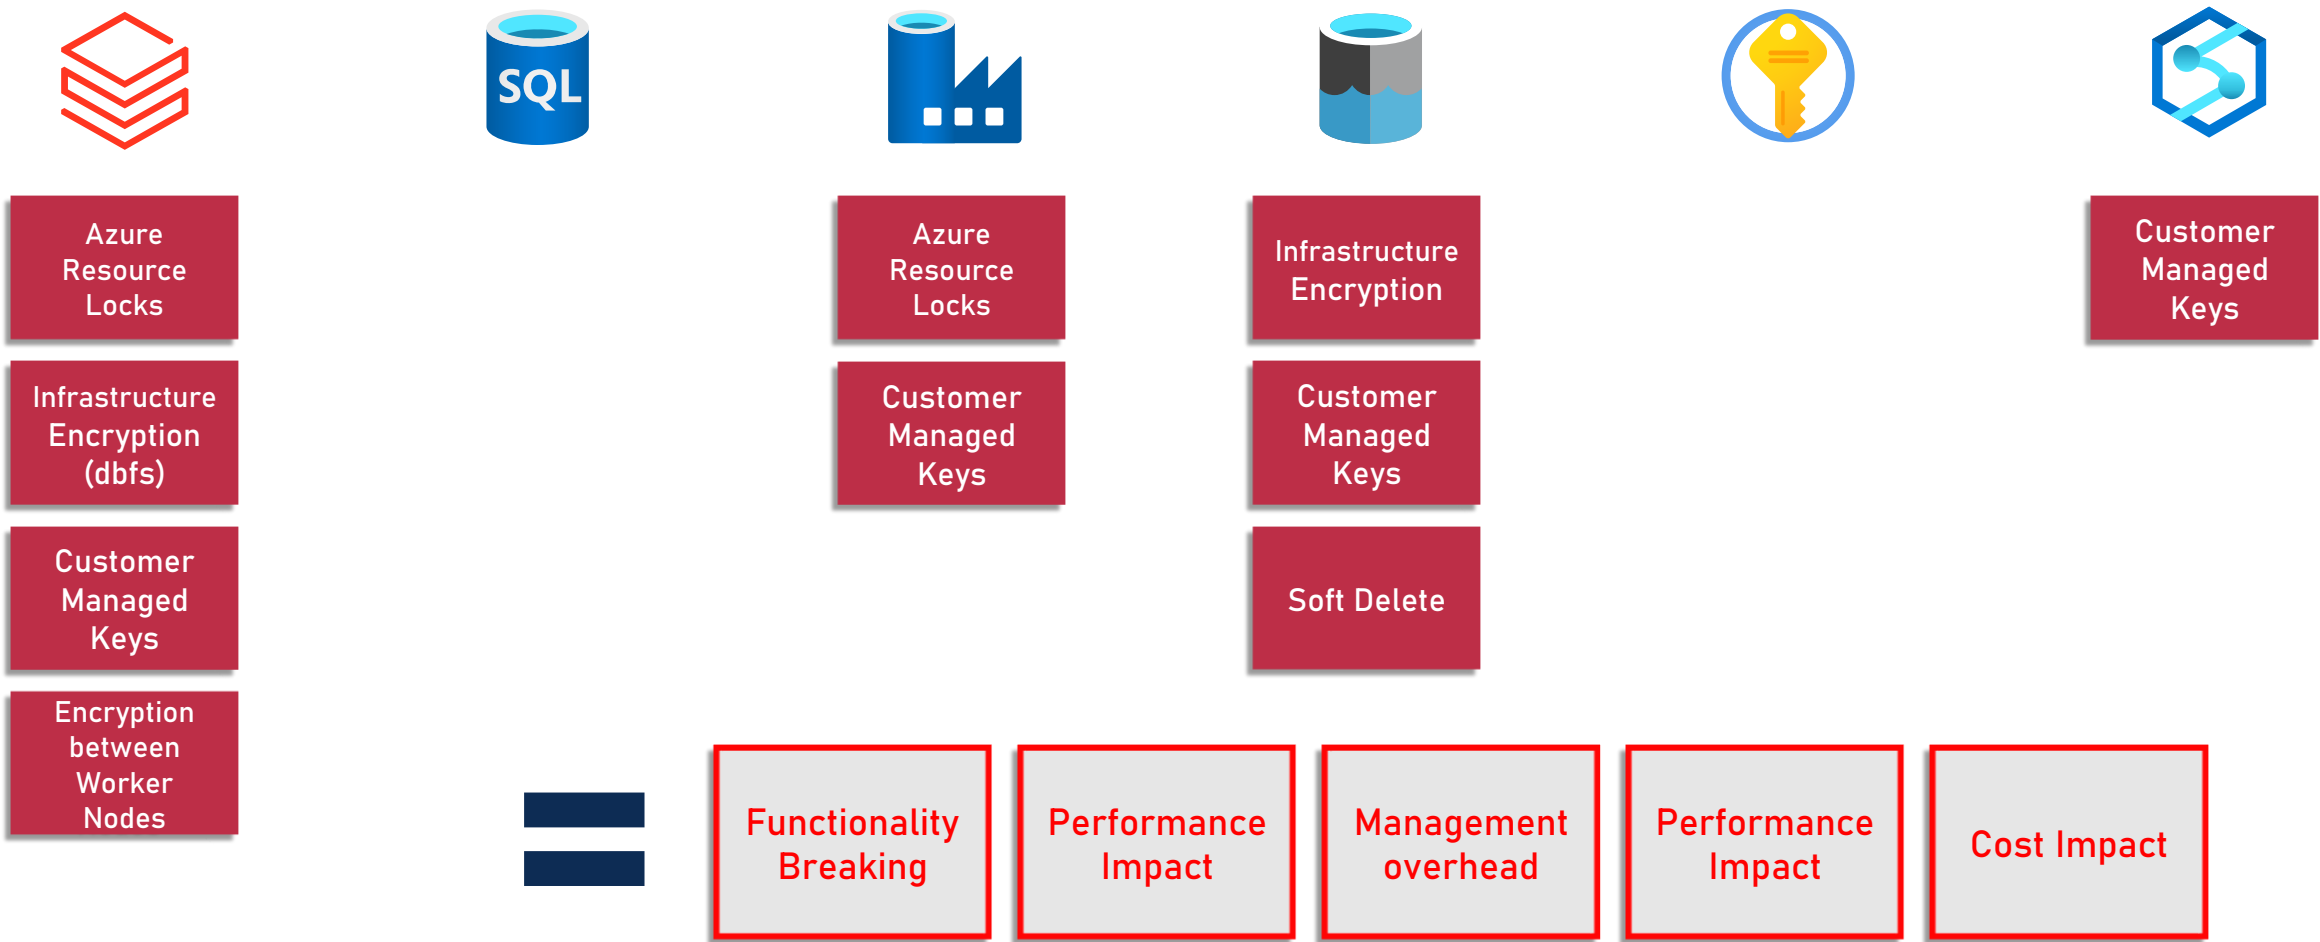 SQL
Azure
Resource
Locks
Infrastructure
Encryption
(dbfs)
Customer
Managed
Keys
Encryption
between
Worker
Nodes
Azure
Resource
Locks
Customer
Managed
Keys
Infrastructure
Encryption
Customer
Managed
Keys
Soft Delete
Customer
Managed
Keys
Functionality
Breaking
Performance
Impact
Management
overhead
Performance
Impact
Cost Impact